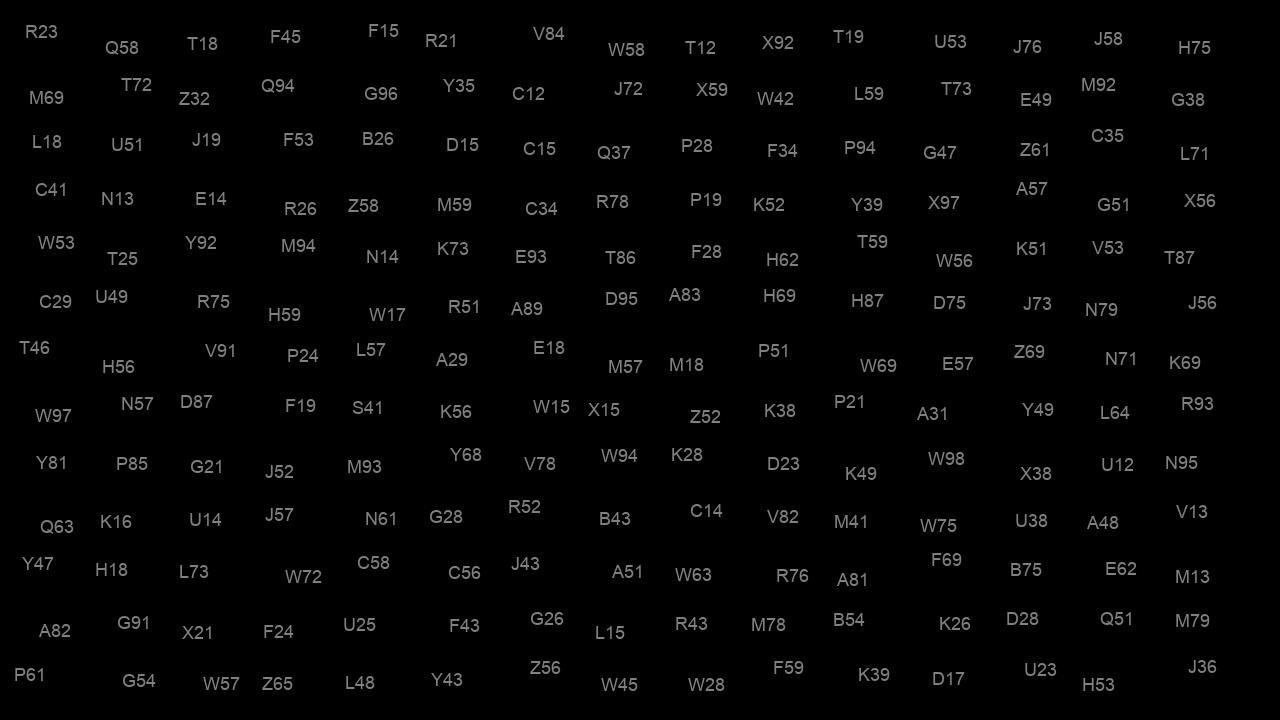 R23 Q58 T18 F45 F15 R21 V84 W58 T12 X92 T19 U53 J76 J58 H75
M69 T72 Z32 Q94 G96 Y35 C12 J72 X59 W42 L59 T73 E49 M92 G38
L18 U51 J19 F53 B26 D15 C15 Q37 P28 F34 P94 G47 Z61 C35 L71
C41 N13 E14 R26 Z58 M59 C34 R78 P19 K52 Y39 X97 A57 G51 X56
W53 T25 Y92 M94 N14 K73 E93 T86 F28 H62 T59 W56 K51 V53 T87
C29 U49 R75 H59 W17 R51 A89 D95 A83 H69 H87 D75 J73 N79 J56
T46 H56 V91 P24 L57 A29 E18 M57 M18 P51 W69 E57 Z69 N71 K69
W97 N57 D87 F19 S41 K56 W15 X15 Z52 K38 P21 A31 Y49 L64 R93
Y81 P85 G21 J52 M93 Y68 V78 W94 K28 D23 K49 W98 X38 U12 N95
Q63 K16 U14 J57 N61 G28 R52 B43 C14 V82 M41 W75 U38 A48 V13
Y47 H18 L73 W72 C58 C56 J43 A51 W63 R76 A81 F69 B75 E62 M13
A82 G91 X21 F24 U25 F43 G26 L15 R43 M78 B54 K26 D28 Q51 M79
P61 G54 W57 Z65 L48 Y43 Z56 W45 W28 F59 K39 D17 U23 H53 J36